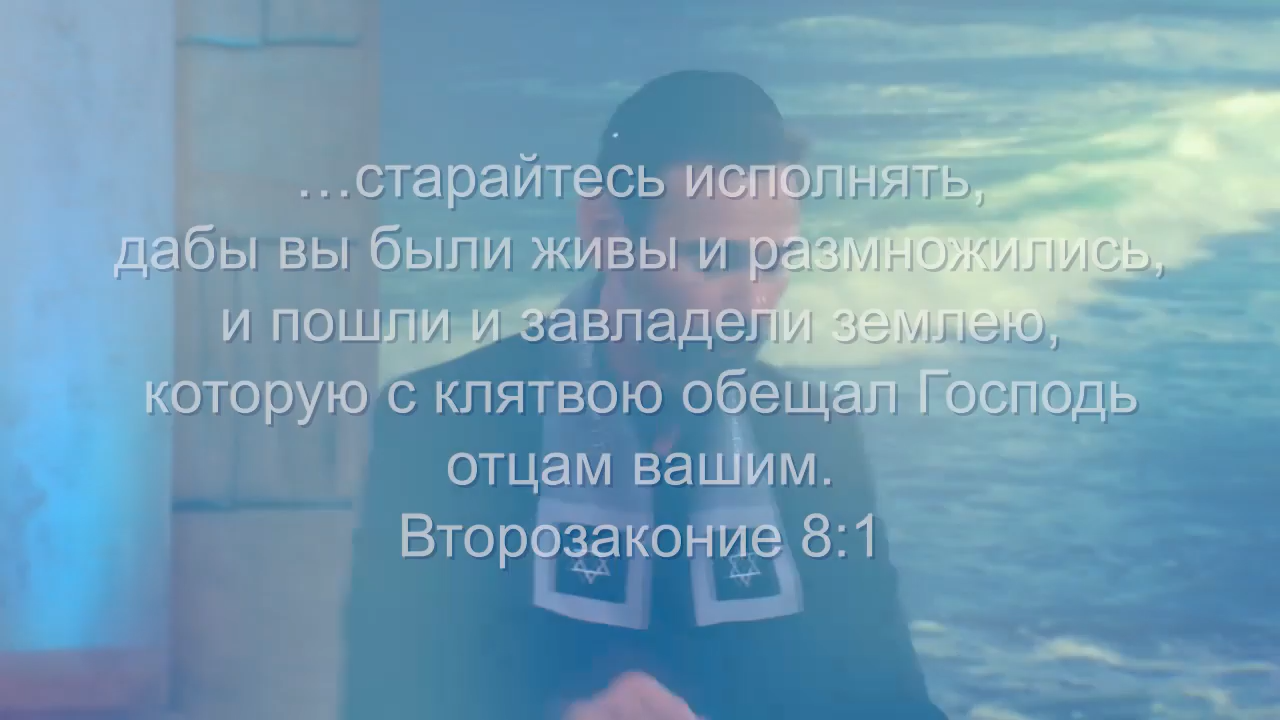 …старайтесь исполнять,
дабы вы были живы и размножились,
и пошли и завладели землею,
которую с клятвою обещал Господь
отцам вашим.
Второзаконие 8:1